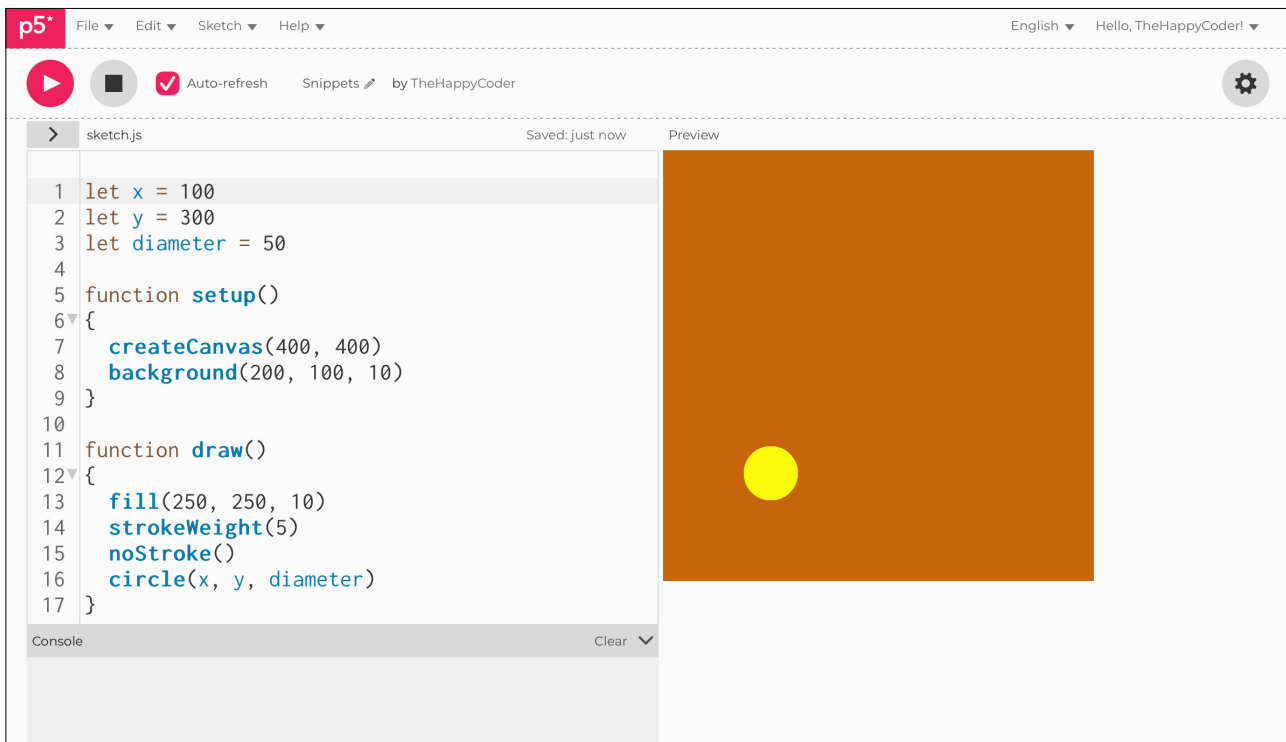 p5* File Edit Sketch Help English Hello, TheHappyCoder!
Auto-refresh Snippets by TheHappyCoder
sketch.js Saved: just now Preview
1 let x = 100
2 let y = 300
3 let diameter = 50
4
5 function setup()
6 {
7 createCanvas(400, 400)
8 background(200, 100, 10)
9 }
10
11 function draw()
12 {
13 fill(250, 250, 10)
14 strokeWeight(5)
15 noStroke()
16 circle(x, y, diameter)
17 }
Console Clear